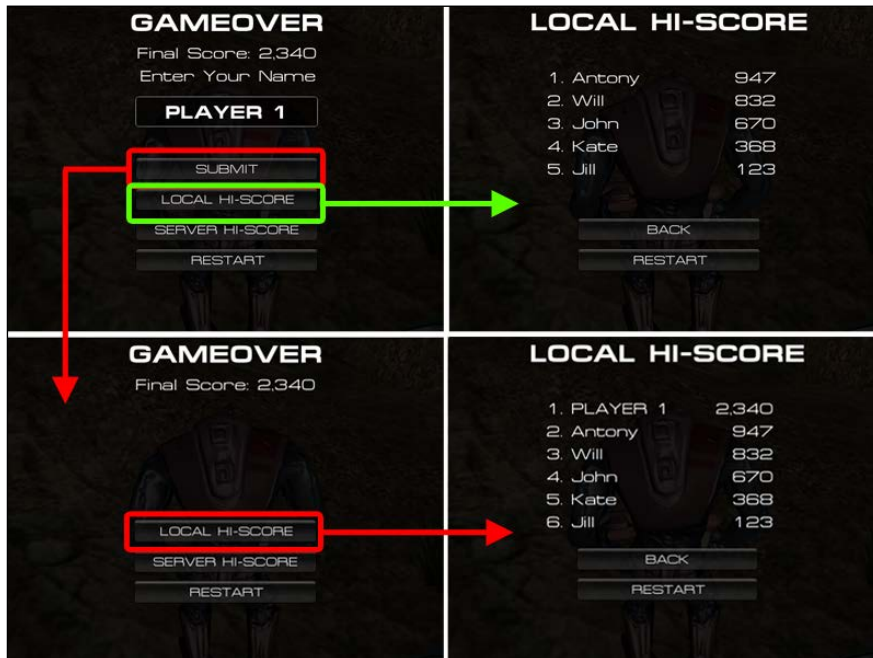 GAMEOVER
Final Score: 2,340
Enter Your Name
PLAYER 1
SUBMIT
LOCAL HI-SCORE
SERVER HI-SCORE
RESTART
LOCAL HI-SCORE
1. Antony 947
2. Will 832
3. John 670
4. Kate 368
5. Jill 123
BACK
RESTART
GAMEOVER
Final Score: 2,340
LOCAL HI-SCORE
SERVER HI-SCORE
RESTART
LOCAL HI-SCORE
1. PLAYER 1 2,340
2. Antony 947
3. Will 832
4. John 670
5. Kate 368
6. Jill 123
BACK
RESTART